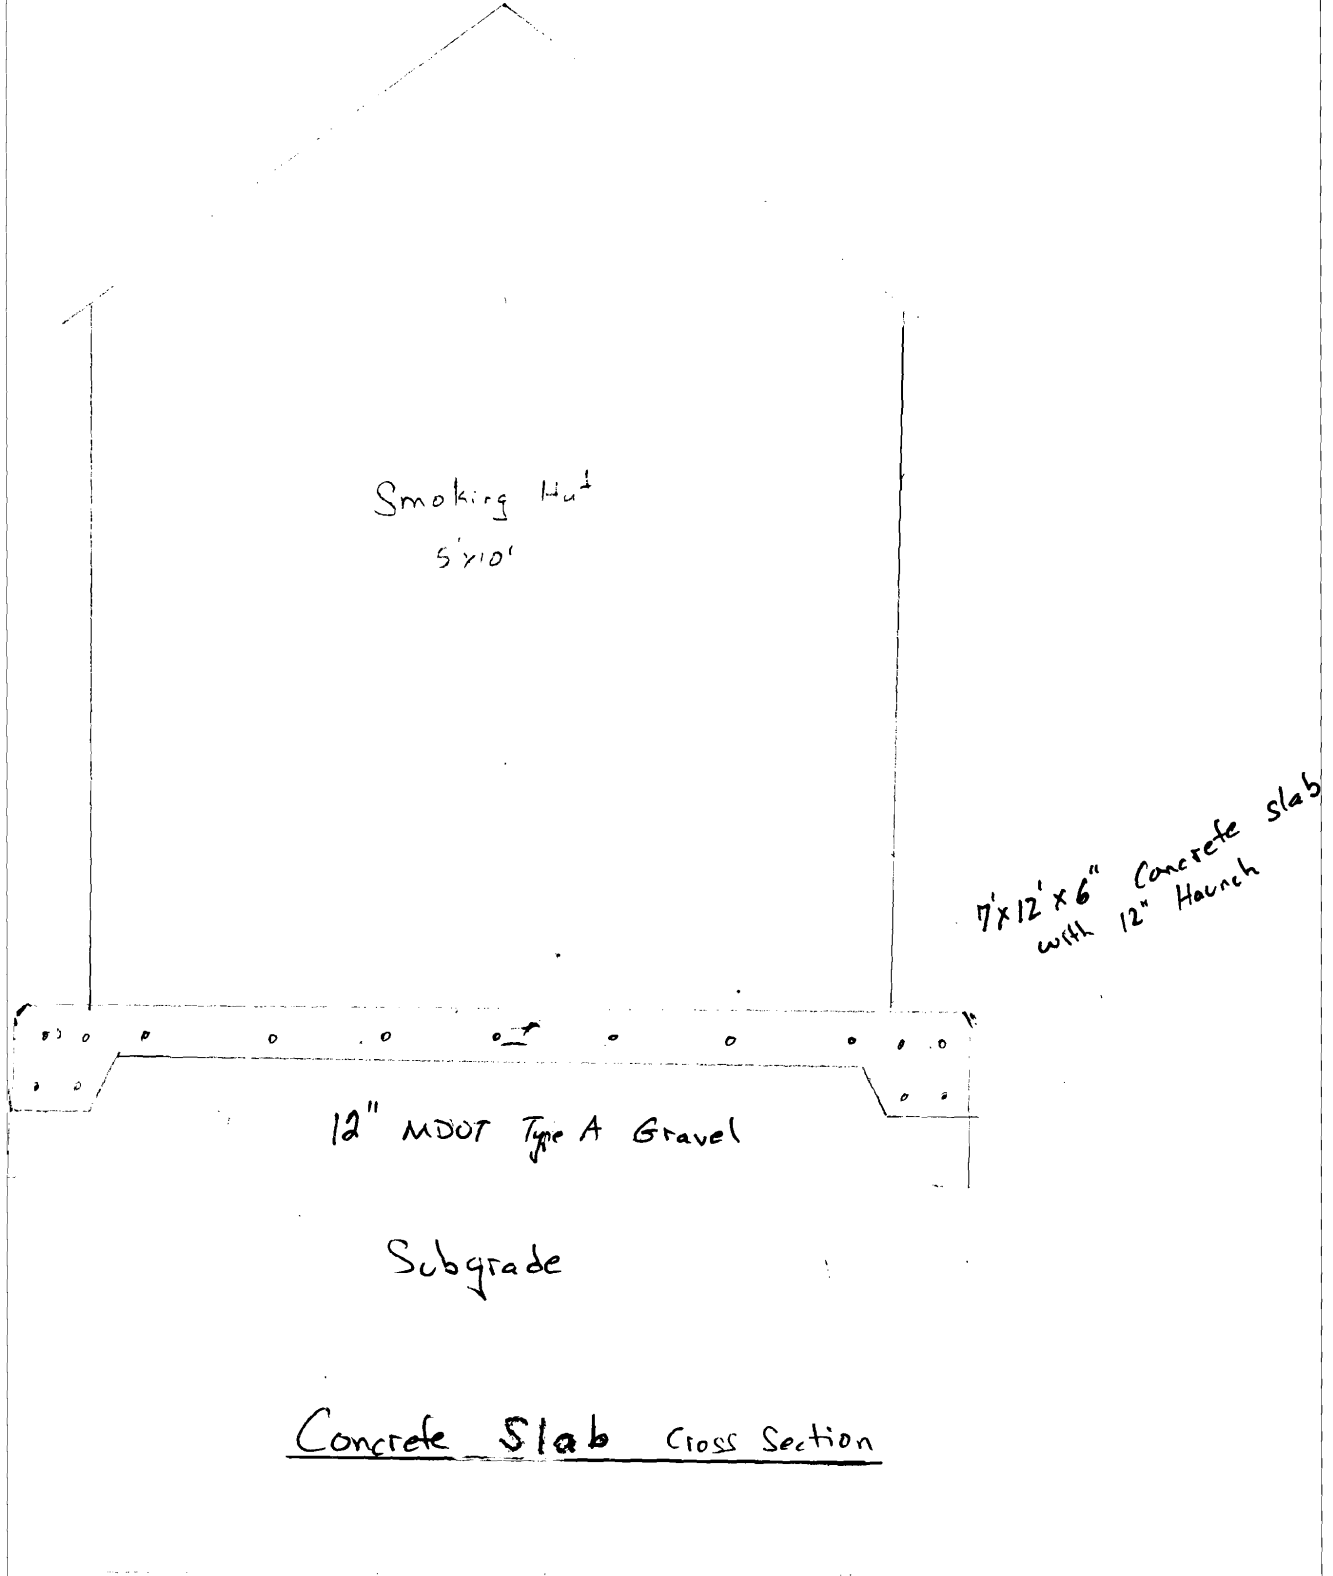 Smoking Hut
5'x10'
7'x12'x6" Concrete slab
with 12" Haunch
12" MDOT Type A Gravel
Subgrade
Concrete Slab Cross Section